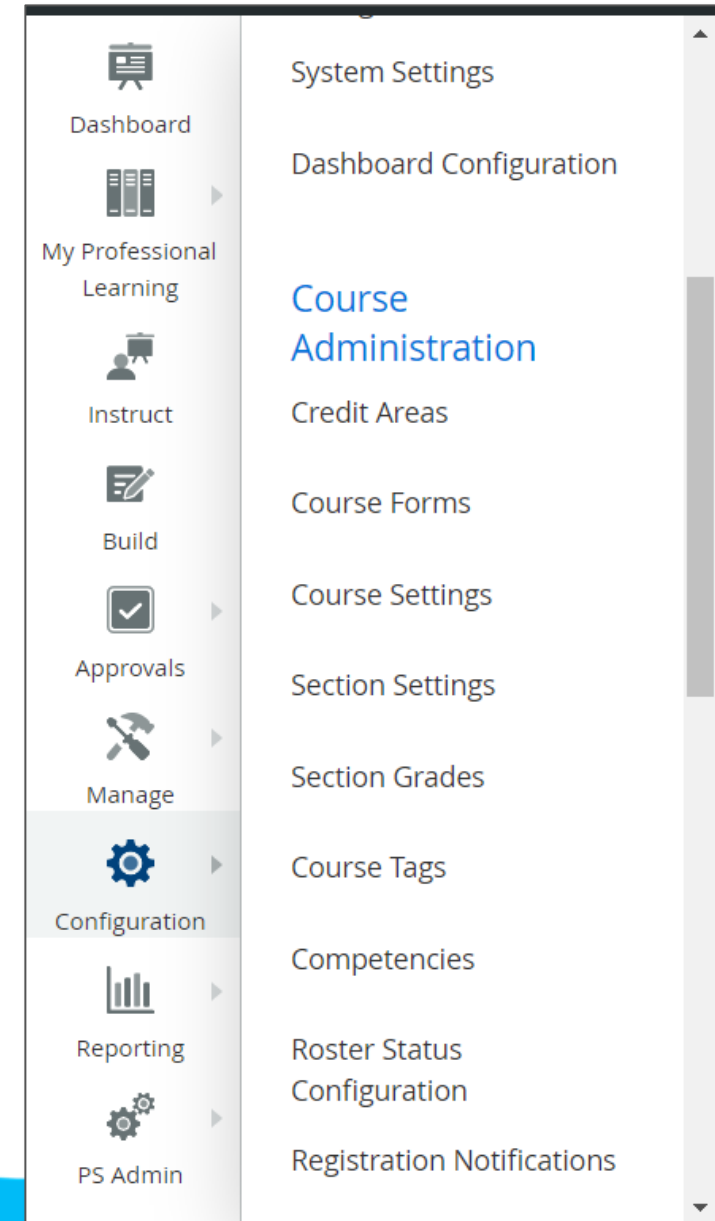 Dashboard
My Professional
Learning
Instruct
Build
Approvals
Manage
Configuration
Reporting
PS Admin
System Settings
Dashboard Configuration
Course
Administration
Credit Areas
Course Forms
Course Settings
Section Settings
Section Grades
Course Tags
Competencies
Roster Status
Configuration
Registration Notifications